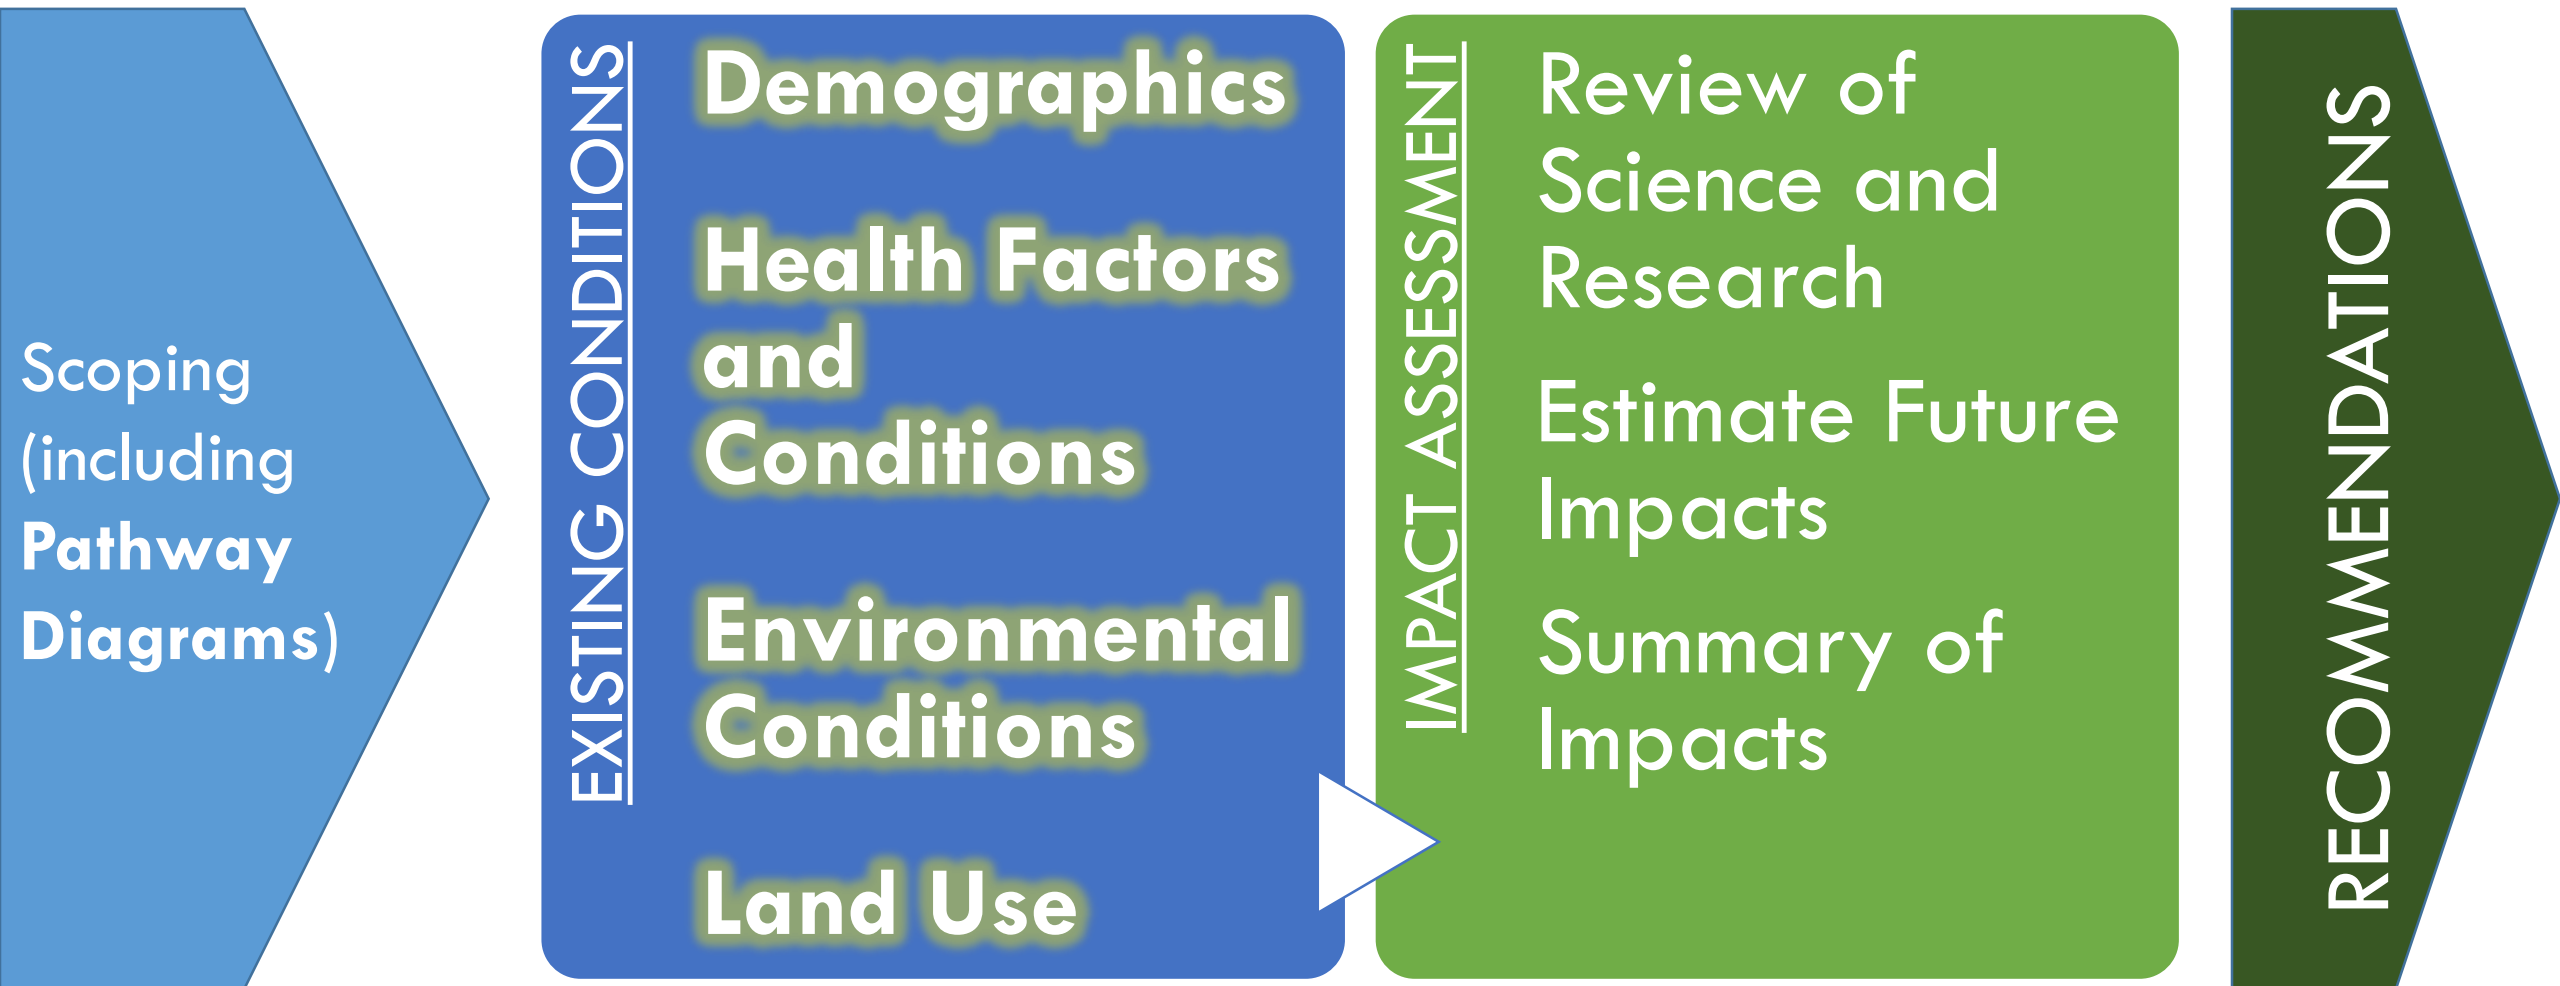 Scoping
(including
Pathway
Diagrams)
EXISTING CONDITIONS
Demographics
Health Factors
and
Conditions
Environmental
Conditions
Land Use
IMPACT ASSESSMENT
Review of
Science and
Research
Estimate Future
Impacts
Summary of
Impacts
RECOMMENDATIONS